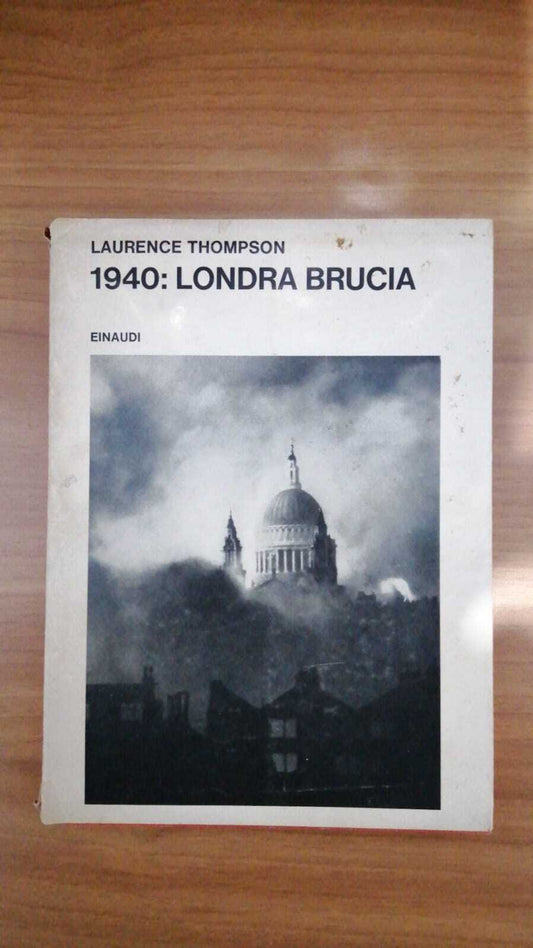 LAURENCE THOMPSON
1940: LONDRA BRUCIA
EINAUDI